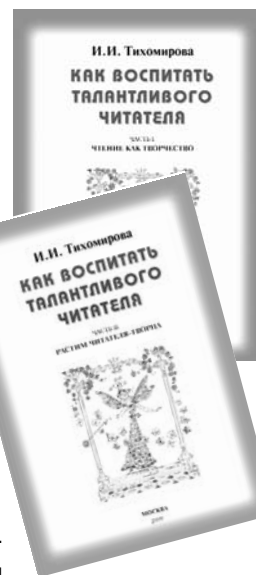 И.И. Тихомирова
КАК ВОСПИТАТЬ
ТАЛАНТЛИВОГО
ЧИТАТЕЛЯ
ЧАСТЬ I.
ЧТЕНИЕ КАК ТВОРЧЕСТВО
И.И. Тихомирова
КАК ВОСПИТАТЬ
ТАЛАНТЛИВОГО
ЧИТАТЕЛЯ
ЧАСТЬ II.
РАСТИМ ЧИТАТЕЛЯ-ТВОРЦА
МОСКВА